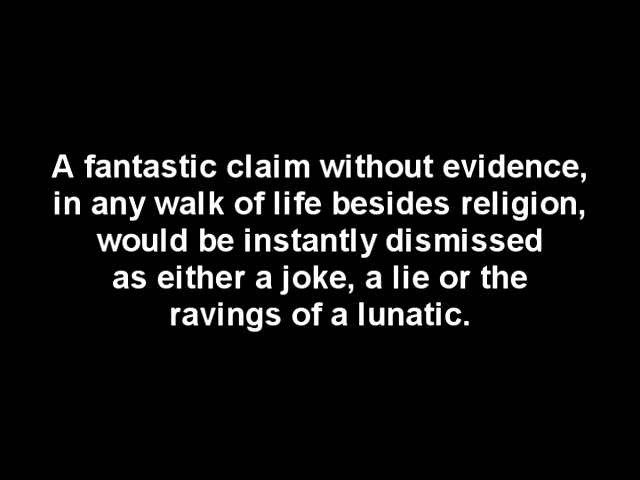 A fantastic claim without evidence,
in any walk of life besides religion,
would be instantly dismissed
as either a joke, a lie or the
ravings of a lunatic.